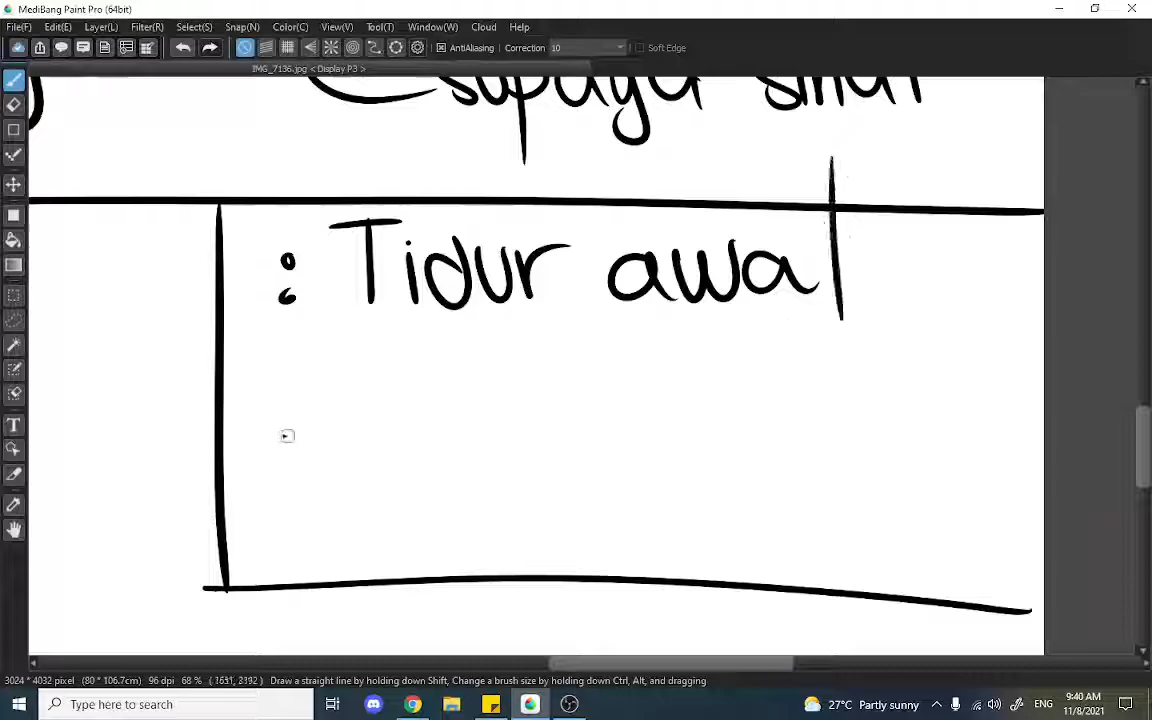 MediBang Paint Pro (64bit)
File(F) Edit(E) Layer(L) Filter(R) Select(S) Snap(N) Color(C) View(V) Tool(T) Window(W) Cloud Help
AntiAliasing Correction 10 Soft Edge
IMG_7136.jpg < Display P3 >
supaya sihat
: Tidur awal
3024 * 4032 pixel (80 * 106.7cm) 96 dpi 68 % ( 1631, 3192 ) Draw a straight line by holding down Shift, Change a brush size by holding down Ctrl, Alt, and dragging
Type here to search
27°C Partly sunny
ENG
9:40 AM
11/8/2021